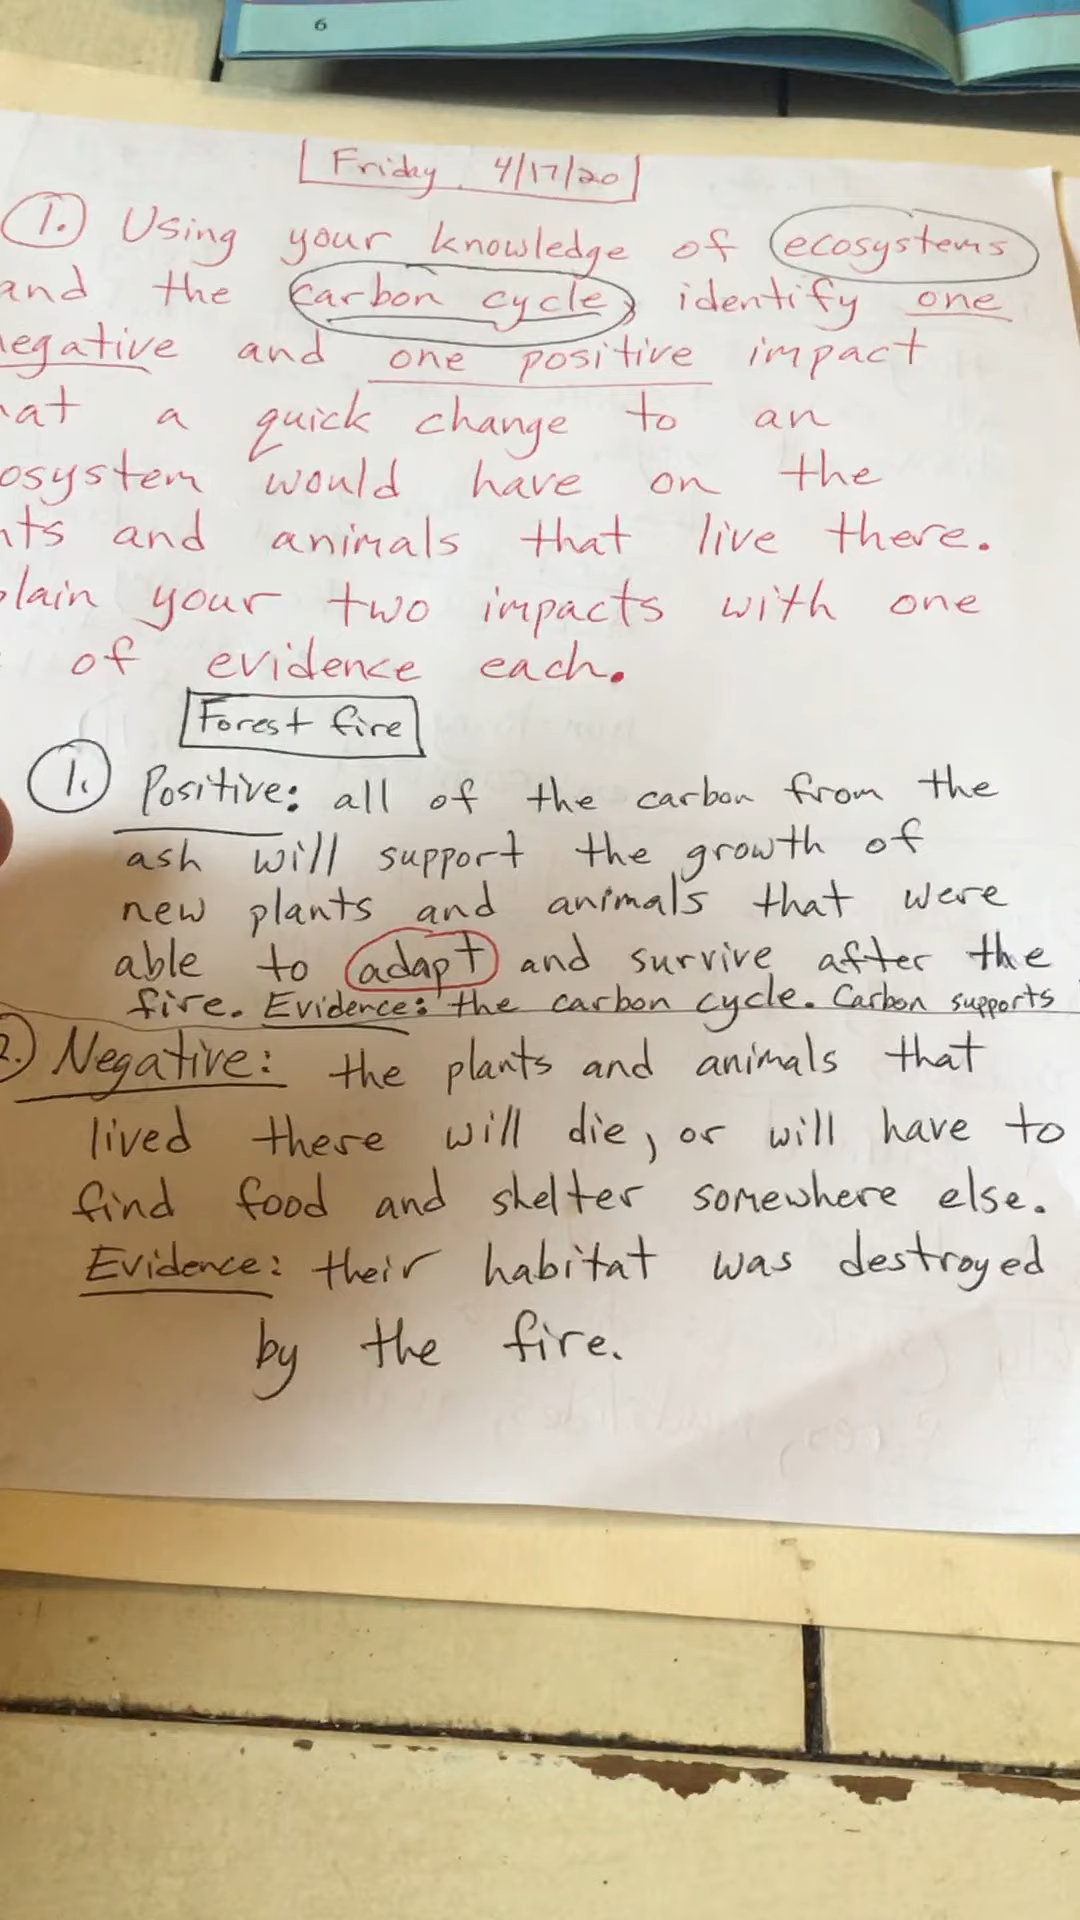 6
Friday 4/17/20
1. Using your knowledge of ecosystems
and the carbon cycle, identify one
negative and one positive impact
hat a quick change to an
osystem would have on the
nts and animals that live there.
plain your two impacts with one
of evidence each.
Forest fire
1. Positive: all of the carbon from the
ash will support the growth of
new plants and animals that were
able to adapt and survive after the
fire. Evidence: the carbon cycle. Carbon supports
2. Negative: the plants and animals that
lived there will die, or will have to
find food and shelter somewhere else.
Evidence: their habitat was destroyed
by the fire.